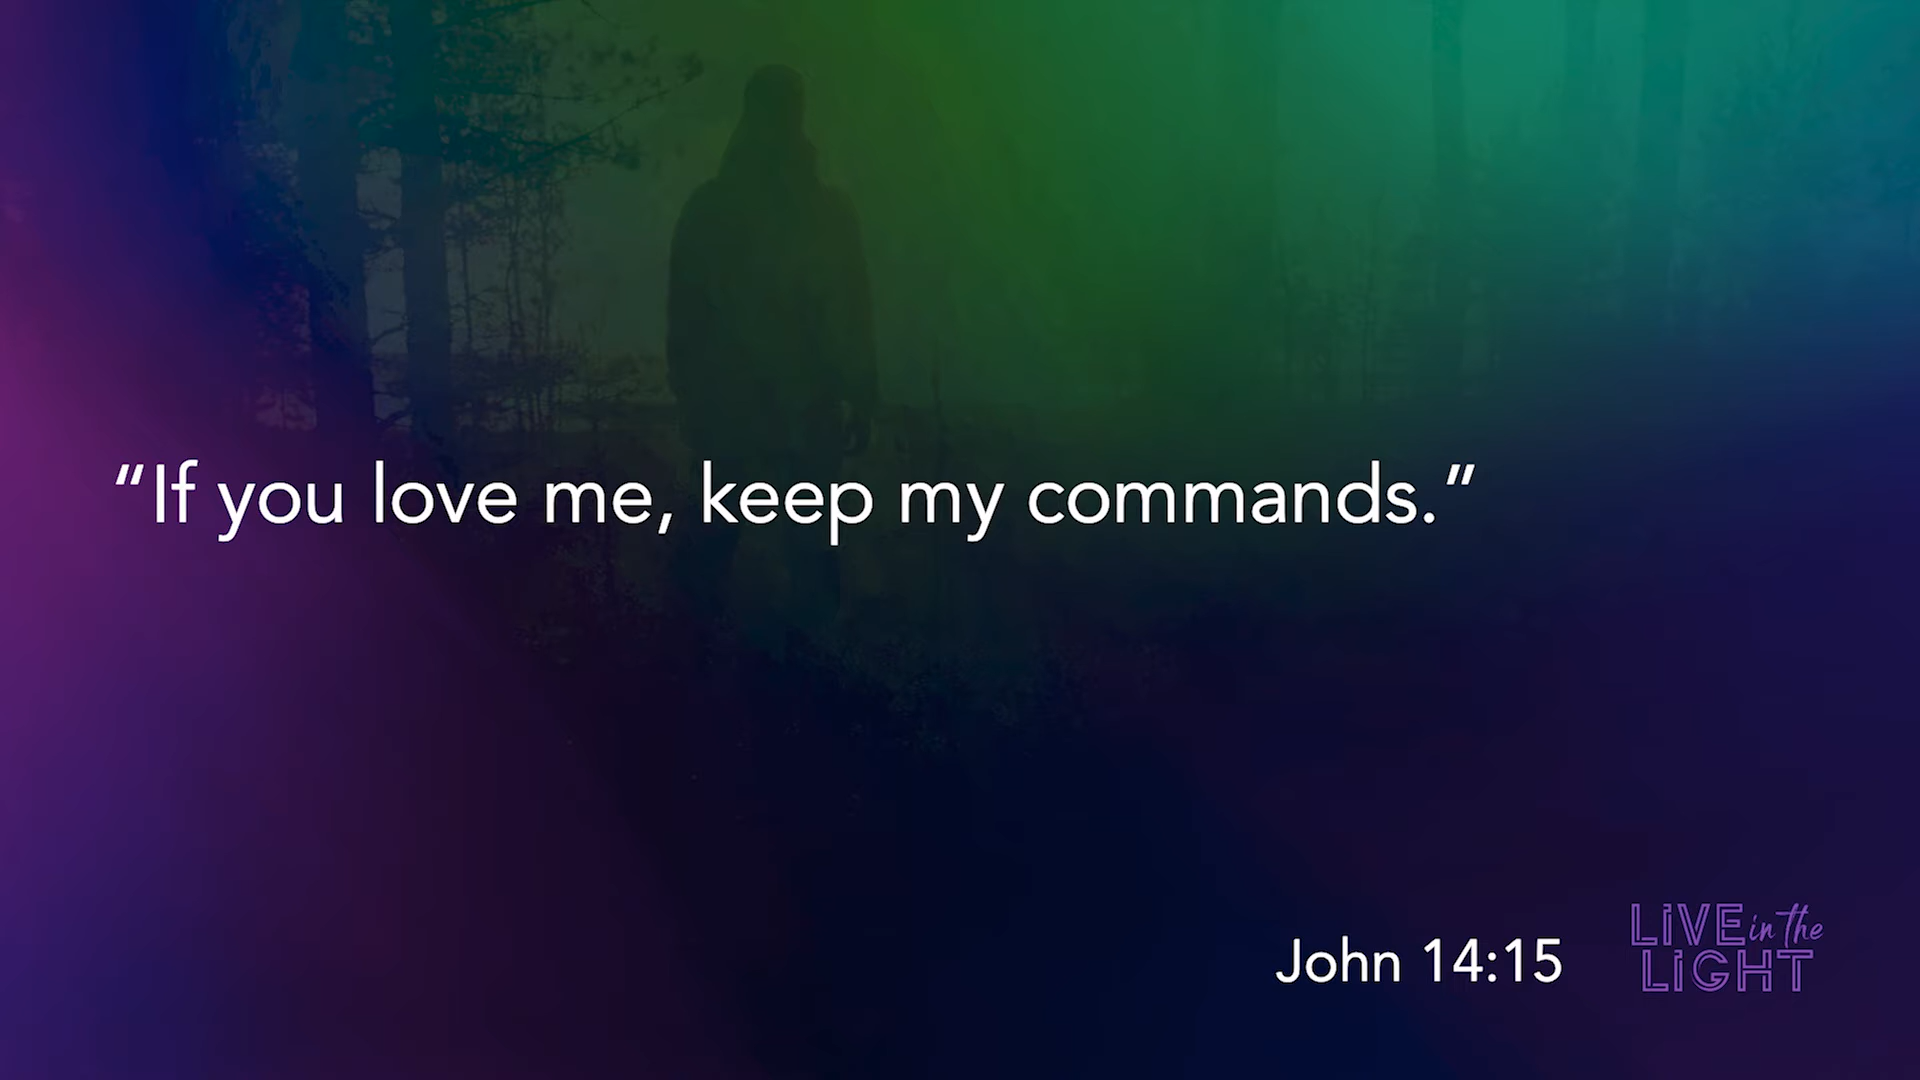 “If you love me, keep my commands.”
John 14:15
LIVE in the
LIGHT